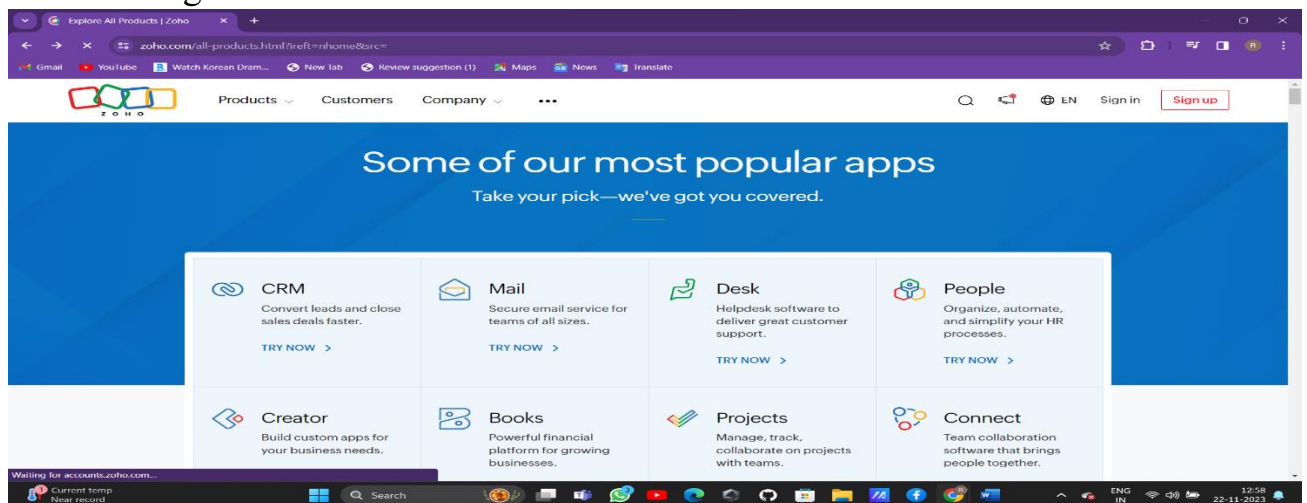 Explore All Products | Zoho
zoho.com/all-products.html?ireft=nhome&src=
Gmail YouTube Watch Korean Dram... New Tab Review suggestion (1) Maps News Translate
ZOHO Products Customers Company EN Sign in Sign up
Some of our most popular apps
Take your pick—we've got you covered.
CRM
Convert leads and close
sales deals faster.
TRY NOW >
Mail
Secure email service for
teams of all sizes.
TRY NOW >
Desk
Helpdesk software to
deliver great customer
support.
TRY NOW >
People
Organize, automate,
and simplify your HR
processes.
TRY NOW >
Creator
Build custom apps for
your business needs.
Books
Powerful financial
platform for growing
businesses.
Projects
Manage, track,
collaborate on projects
with teams.
Connect
Team collaboration
software that brings
people together.
Waiting for accounts.zoho.com...
Current temp
Near record
Search
ENG
IN
12:58
22-11-2023